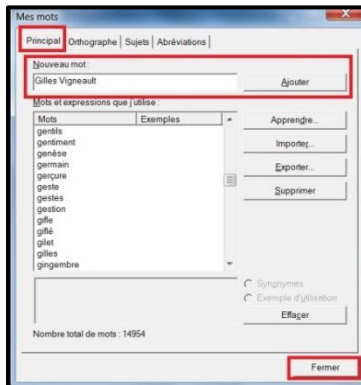 Mes mots
Principal Orthographe Sujets Abréviations
Nouveau mot :
Gilles Vigneault Ajouter
Mots et expressions que j'utilise :
Mots Exemples Apprendre...
gentils
gentiment Importer...
genèse
germain Exporter...
gerçure
geste Supprimer
gestes
gestion
gifle
giflé
gilet
gilles
gingembre
Synonymes
Exemple d'utilisation
Effacer
Nombre total de mots : 14954
Fermer